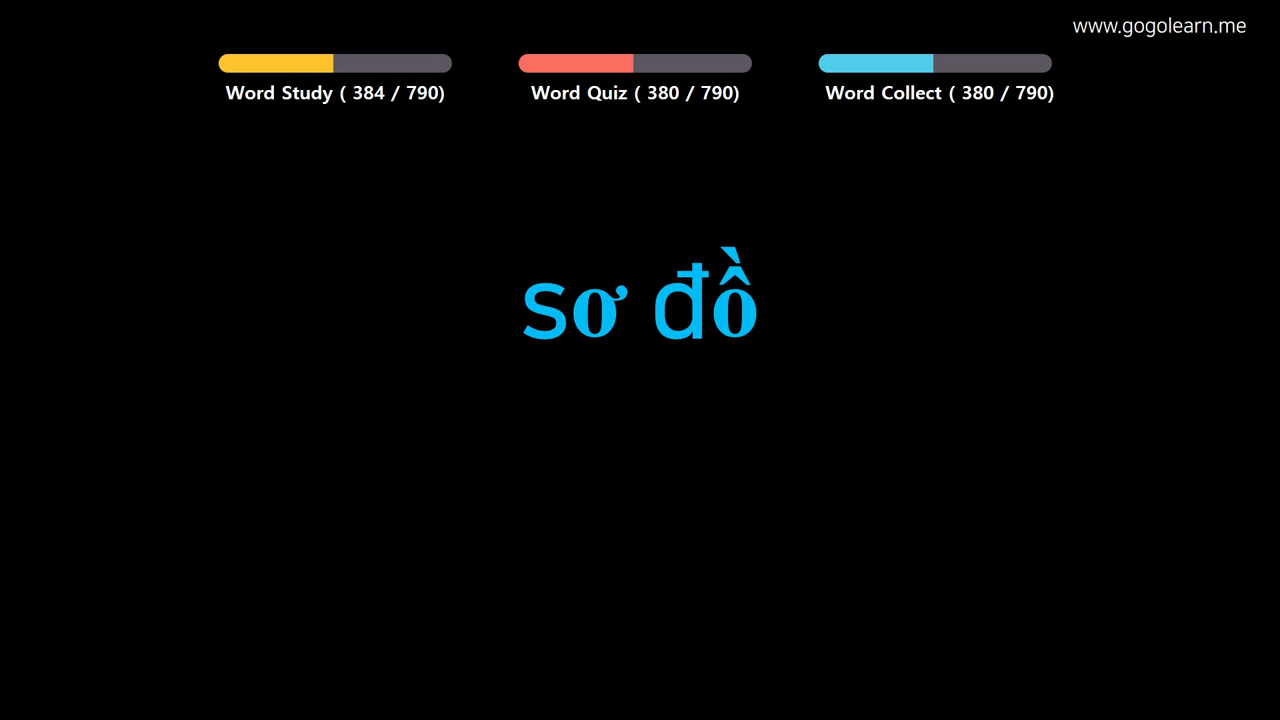 www.gogolearn.me
Word Study ( 384 / 790)
Word Quiz ( 380 / 790)
Word Collect ( 380 / 790)
sơ đồ